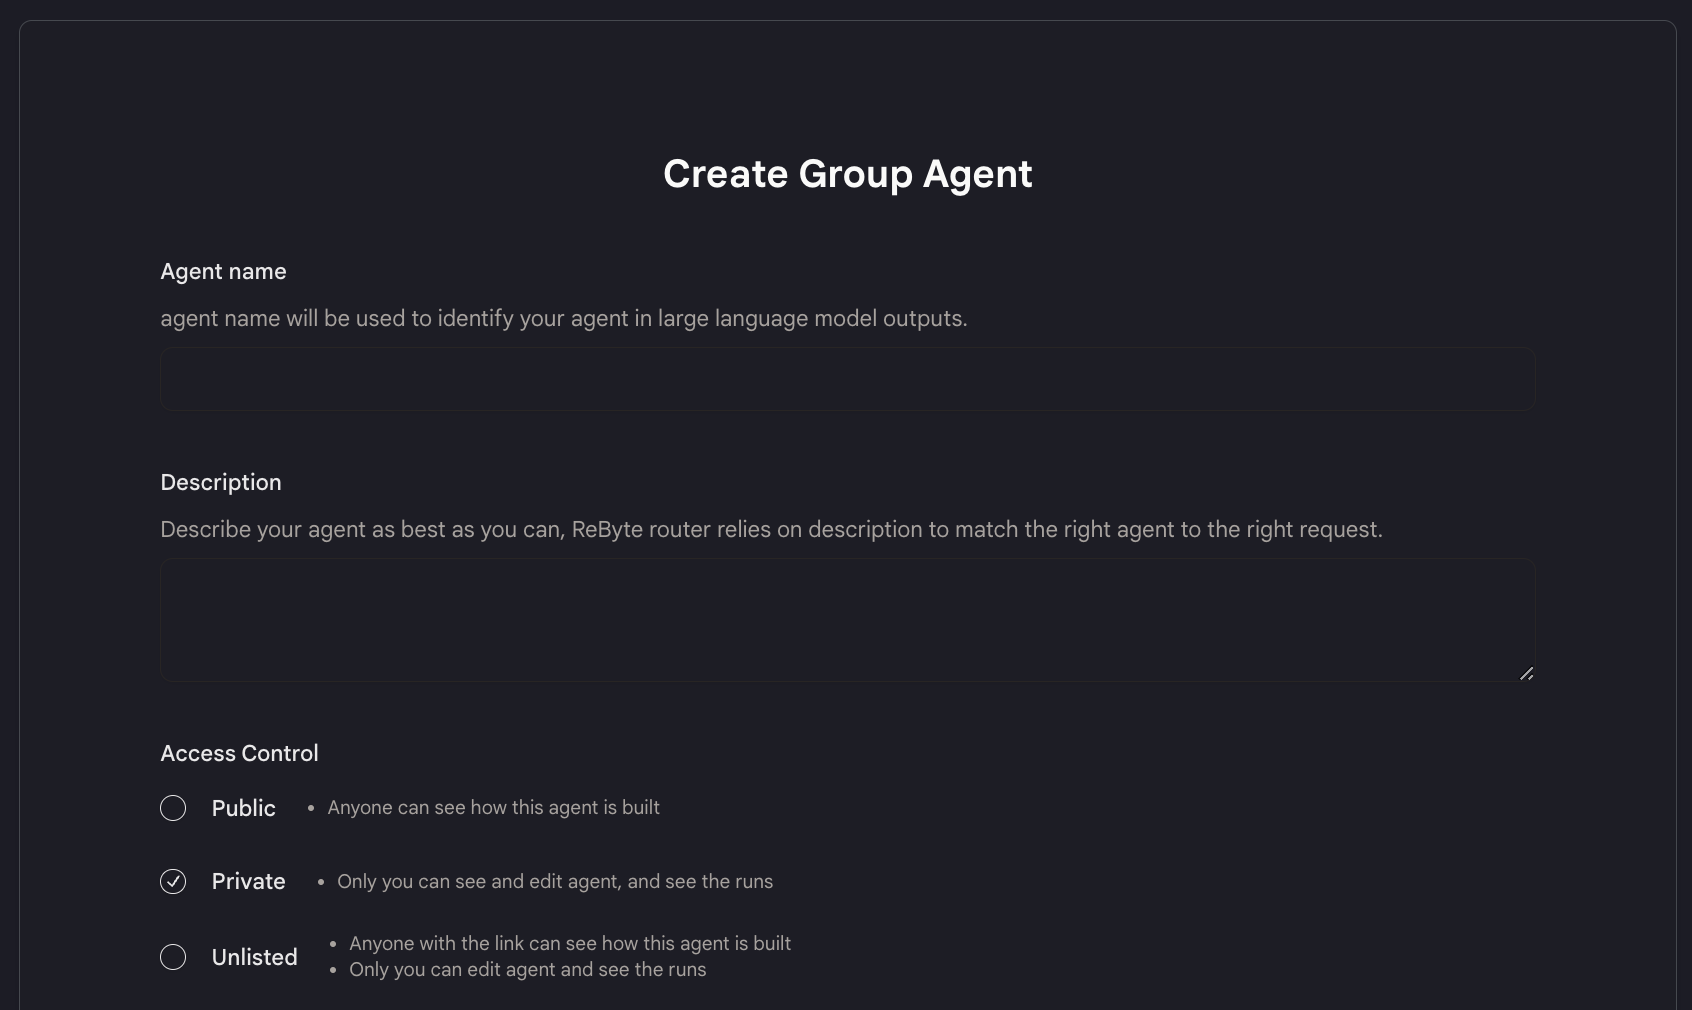 Create Group Agent
Agent name
agent name will be used to identify your agent in large language model outputs.
Description
Describe your agent as best as you can, ReByte router relies on description to match the right agent to the right request.
Access Control
Public • Anyone can see how this agent is built
Private • Only you can see and edit agent, and see the runs
Unlisted • Anyone with the link can see how this agent is built
• Only you can edit agent and see the runs